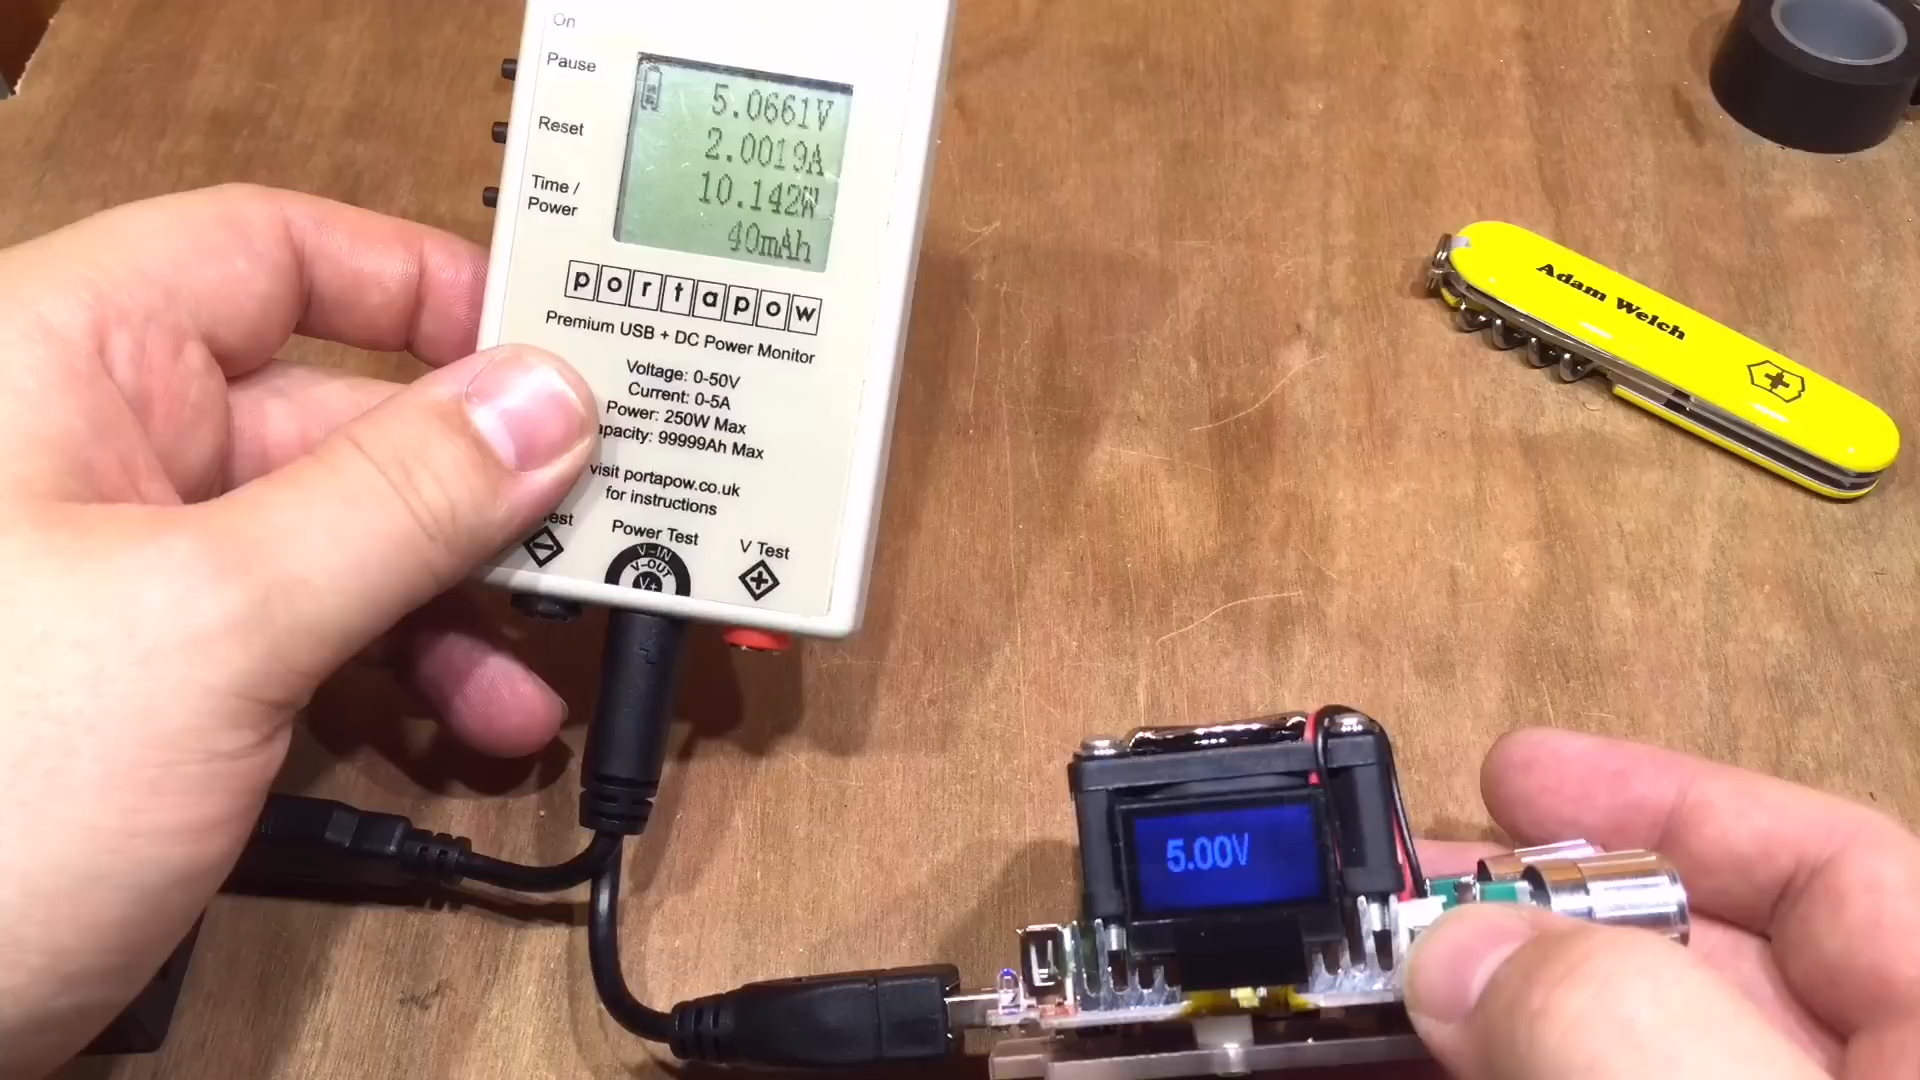 On
Pause
Reset
Time /
Power
5.0661V
2.0019A
10.142W
40mAh
portapow
Premium USB + DC Power Monitor
Voltage: 0-50V
Current: 0-5A
Power: 250W Max
apacity: 99999Ah Max
visit portapow.co.uk
for instructions
est
Power Test
V Test
V-IN
V-OUT
V+
Adam Welch
5.00V